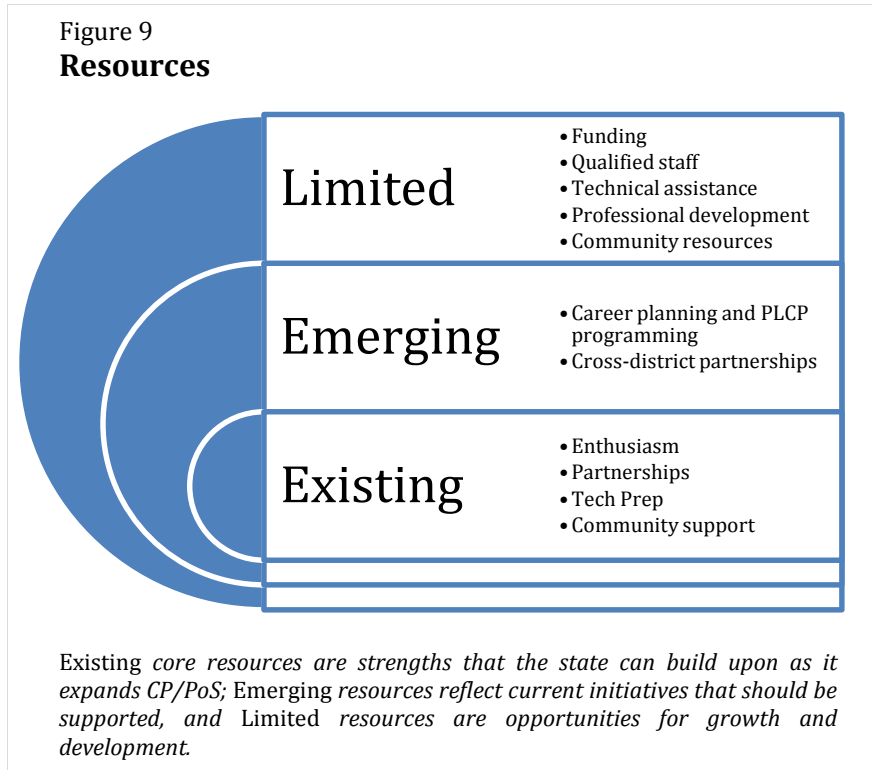 Figure 9
Resources
Limited
• Funding
• Qualified staff
• Technical assistance
• Professional development
• Community resources
Emerging
• Career planning and PLCP
programming
• Cross-district partnerships
Existing
• Enthusiasm
• Partnerships
• Tech Prep
• Community support
Existing core resources are strengths that the state can build upon as it
expands CP/PoS; Emerging resources reflect current initiatives that should be
supported, and Limited resources are opportunities for growth and
development.